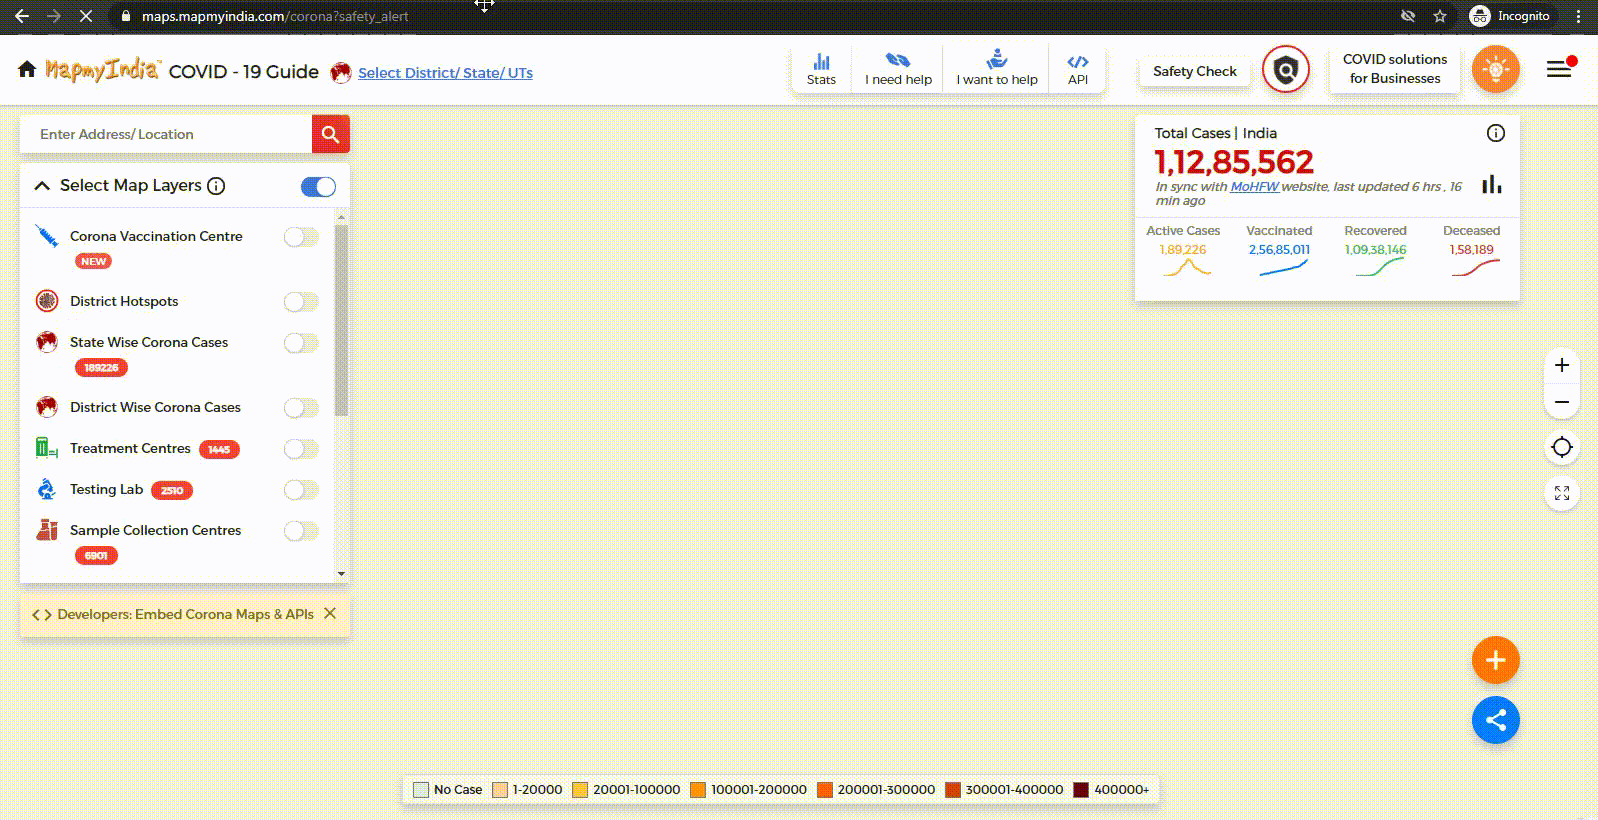 maps.mapmyindia.com/corona?safety_alert
Incognito
MapmyIndia
COVID - 19 Guide
Select District/ State/ UTs
Stats
I need help
I want to help
API
Safety Check
COVID solutions
for Businesses
Enter Address/ Location
Select Map Layers
Corona Vaccination Centre
NEW
District Hotspots
State Wise Corona Cases
189226
District Wise Corona Cases
Treatment Centres 1445
Testing Lab 2510
Sample Collection Centres
6901
Developers: Embed Corona Maps & APIs
Total Cases | India
1,12,85,562
In sync with MoHFW website, last updated 6 hrs , 16
min ago
Active Cases Vaccinated Recovered Deceased
1,89,226 2,56,85,011 1,09,38,146 1,58,189
No Case 1-20000 20001-100000 100001-200000 200001-300000 300001-400000 400000+